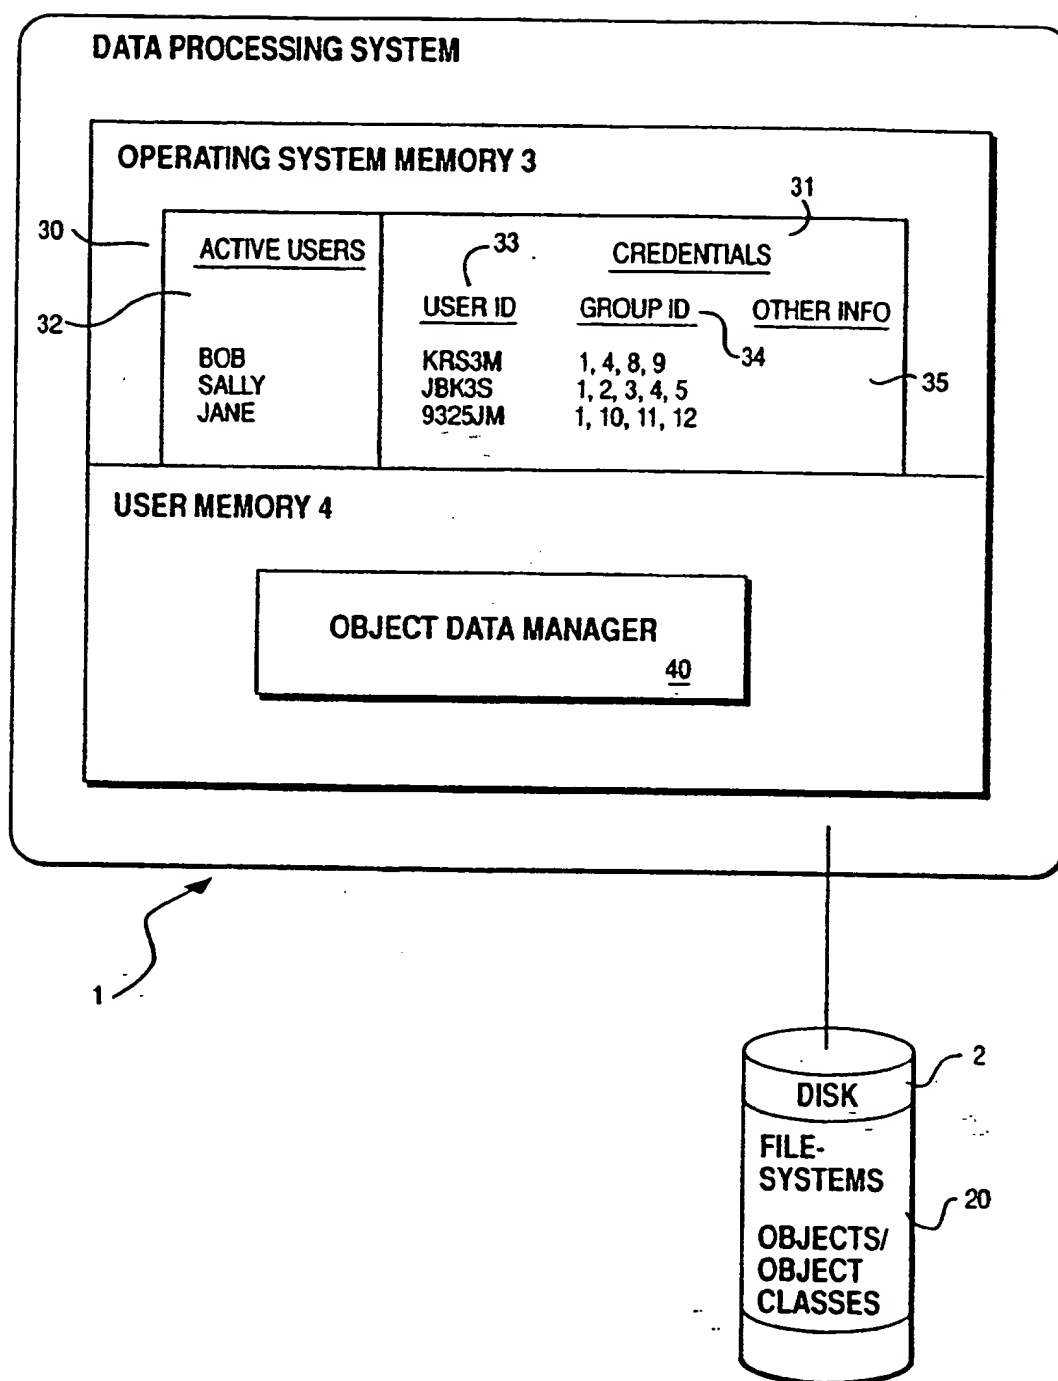 DATA PROCESSING SYSTEM
OPERATING SYSTEM MEMORY 3
31
30
ACTIVE USERS
33
CREDENTIALS
32
USER ID
GROUP ID
OTHER INFO
34
BOB
KRS3M
1, 4, 8, 9
35
SALLY
JBK3S
1, 2, 3, 4, 5
JANE
9325JM
1, 10, 11, 12
USER MEMORY 4
OBJECT DATA MANAGER
40
1
2
DISK
FILE-
SYSTEMS
20
OBJECTS/
OBJECT
CLASSES